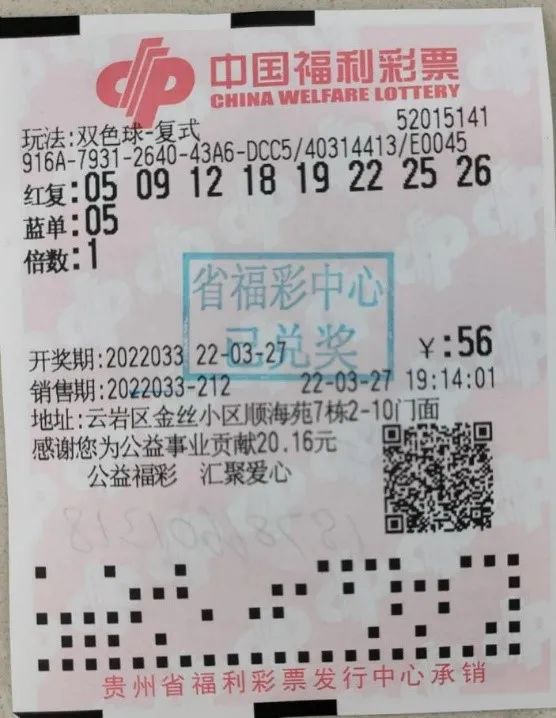 中国福利彩票
CHINA WELFARE LOTTERY
玩法:双色球-复式 52015141
916A-7931-2640-43A6-DCC5/40314413/E0045
红复:05 09 12 18 19 22 25 26
蓝单:05
倍数:1
省福彩中心
已兑奖
开奖期:2022033 22-03-27 ￥:56
销售期:2022033-212 22-03-27 19:14:01
地址:云岩区金丝小区顺海苑7栋2-10门面
感谢您为公益事业贡献20.16元
公益福彩 汇聚爱心
贵州省福利彩票发行中心承销